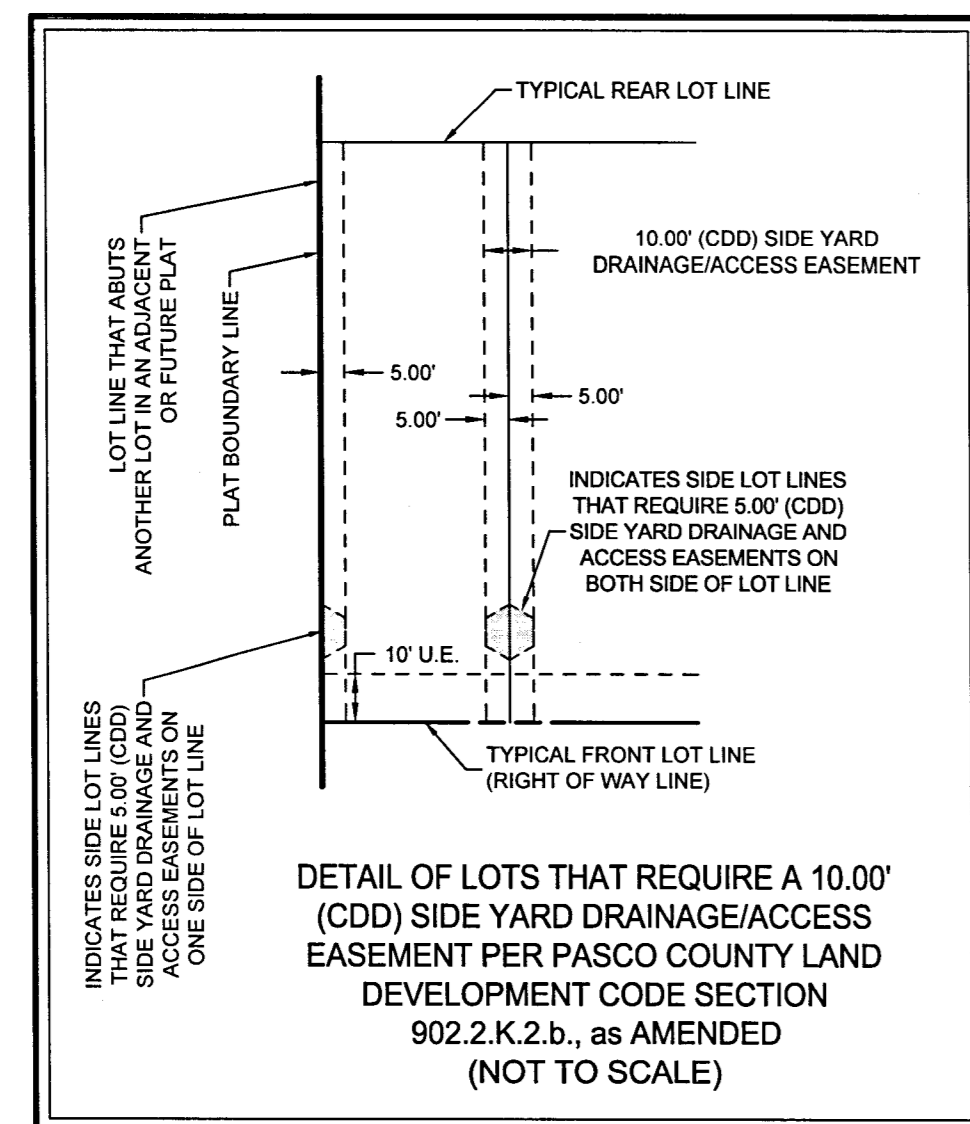 TYPICAL REAR LOT LINE
LOT LINE THAT ABUTS
ANOTHER LOT IN AN ADJACENT
OR FUTURE PLAT
PLAT BOUNDARY LINE
10.00' (CDD) SIDE YARD
DRAINAGE/ACCESS EASEMENT
5.00'
5.00'
5.00'
INDICATES SIDE LOT LINES
THAT REQUIRE 5.00' (CDD)
SIDE YARD DRAINAGE AND
ACCESS EASEMENTS ON
BOTH SIDE OF LOT LINE
10' U.E.
TYPICAL FRONT LOT LINE
(RIGHT OF WAY LINE)
INDICATES SIDE LOT LINES
THAT REQUIRE 5.00' (CDD)
SIDE YARD DRAINAGE AND
ACCESS EASEMENTS ON
ONE SIDE OF LOT LINE
DETAIL OF LOTS THAT REQUIRE A 10.00'
(CDD) SIDE YARD DRAINAGE/ACCESS
EASEMENT PER PASCO COUNTY LAND
DEVELOPMENT CODE SECTION
902.2.K.2.b., as AMENDED
(NOT TO SCALE)